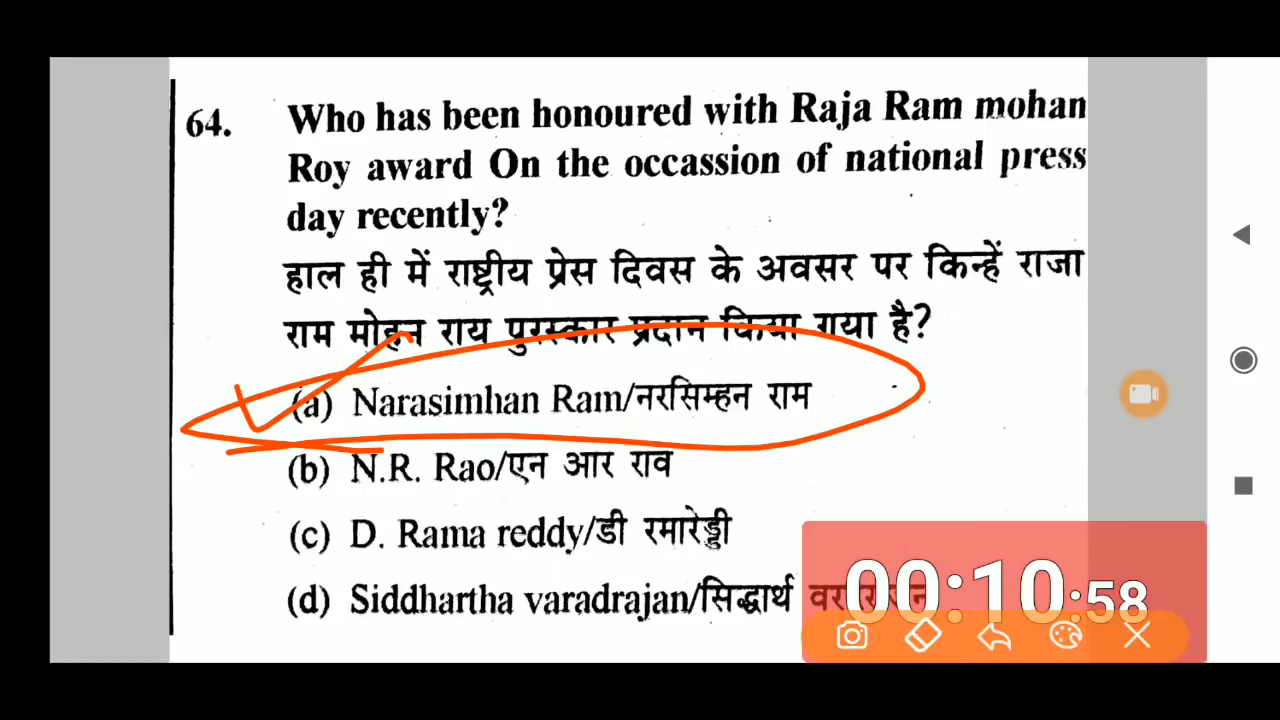 64. Who has been honoured with Raja Ram mohan
Roy award On the occassion of national press
day recently?
हाल ही में राष्ट्रीय प्रेस दिवस के अवसर पर किन्हें राजा
राम मोहन राय पुरस्कार प्रदान किया गया है?
(a) Narasimhan Ram/नरसिम्हन राम
(b) N.R. Rao/एन आर राव
(c) D. Rama reddy/डी रमारेड्डी
(d) Siddhartha varadrajan/सिद्धार्थ
00:10:58